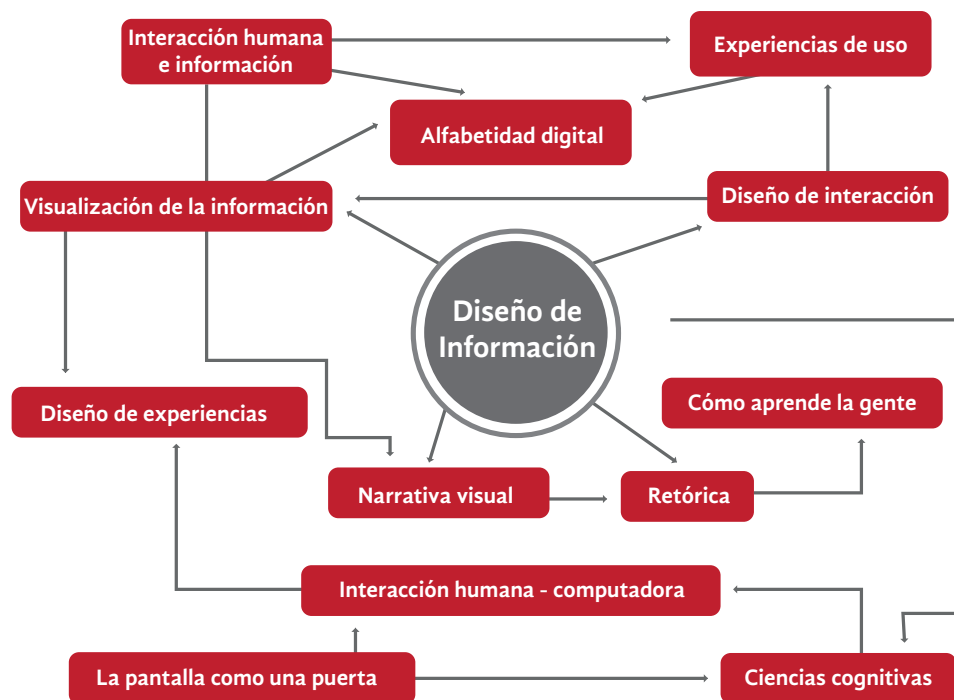 Interacción humana
e información
Experiencias de uso
Alfabetidad digital
Visualización de la información
Diseño de interacción
Diseño de
Información
Diseño de experiencias
Cómo aprende la gente
Narrativa visual
Retórica
Interacción humana - computadora
La pantalla como una puerta
Ciencias cognitivas